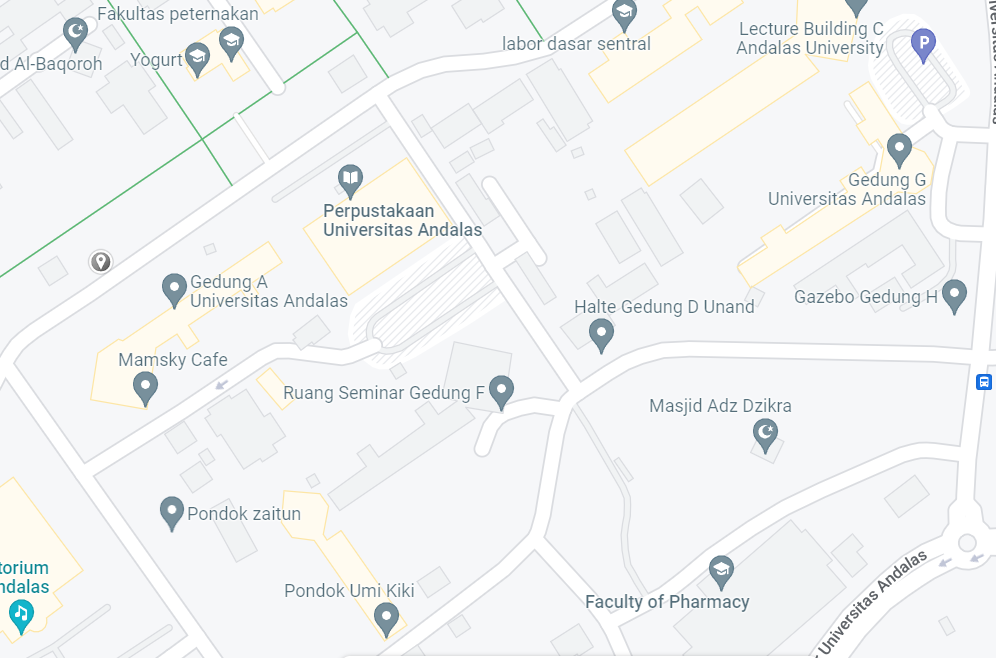 Fakultas peternakan
d Al-Baqoroh
Yogurt
labor dasar sentral
Lecture Building C
Andalas University
P
Perpustakaan
Universitas Andalas
Gedung G
Universitas Andalas
Gedung A
Universitas Andalas
Gazebo Gedung H
Halte Gedung D Unand
Mamsky Cafe
Ruang Seminar Gedung F
Masjid Adz Dzikra
Pondok zaitun
torium
ndalas
Pondok Umi Kiki
Faculty of Pharmacy
Universitas Andalas